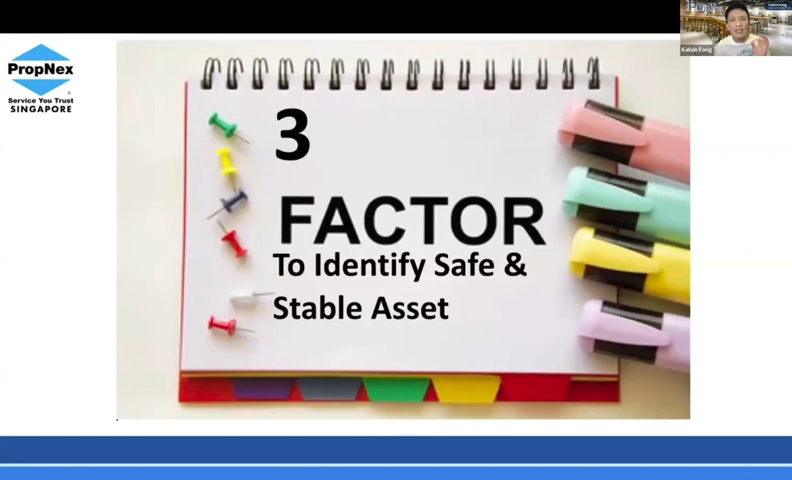 PropNex
Service You Trust
SINGAPORE
3
FACTOR
To Identify Safe &
Stable Asset
Kelvin Fong